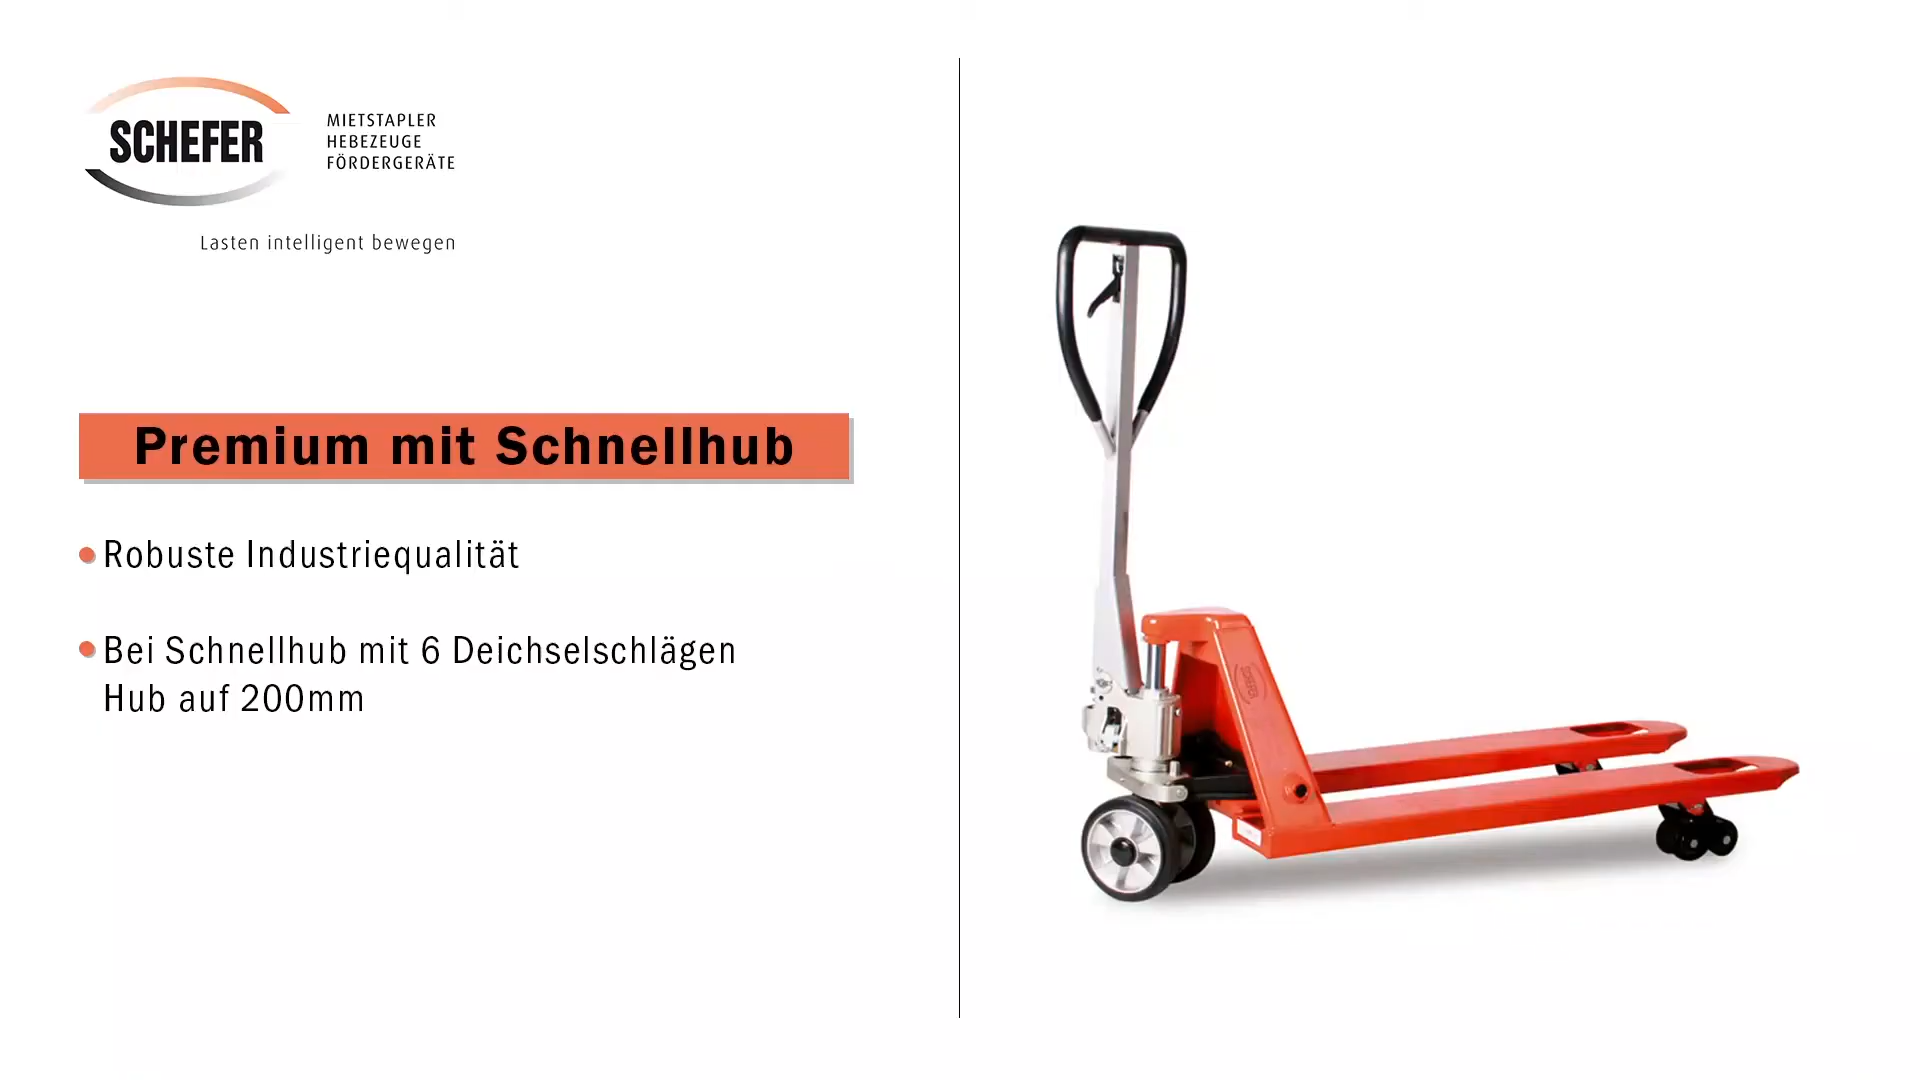 SCHEFER
MIETSTAPLER
HEBEZEUGE
FÖRDERGERÄTE
Lasten intelligent bewegen
Premium mit Schnellhub
Robuste Industriequalität
Bei Schnellhub mit 6 Deichselschlägen
Hub auf 200mm
SCHEFER